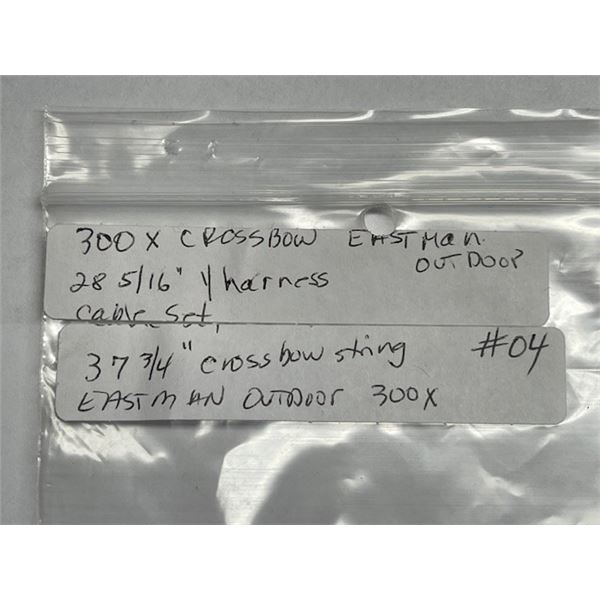 300 X CROSSBOW EASTMan
OUTDOOR
28 5/16" Y harness
Cable Set,
37 3/4" crossbow string #04
EASTMAN OUTDOOR 300X